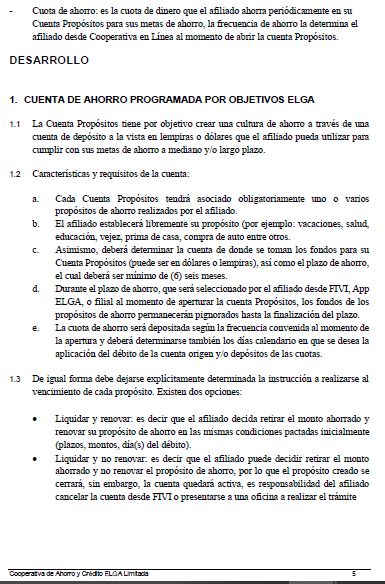 - Cuota de ahorro: es la cuota de dinero que el afiliado ahorra periódicamente en su
Cuenta Propósitos para sus metas de ahorro, la frecuencia de ahorro la determina el
afiliado desde Cooperativa en Línea al momento de abrir la cuenta Propósitos.
DESARROLLO
1. CUENTA DE AHORRO PROGRAMADA POR OBJETIVOS ELGA
1.1 La Cuenta Propósitos tiene por objetivo crear una cultura de ahorro a través de una
cuenta de depósito a la vista en lempiras o dólares que el afiliado pueda utilizar para
cumplir con sus metas de ahorro a mediano y/o largo plazo.
1.2 Características y requisitos de la cuenta:
a. Cada Cuenta Propósitos tendrá asociado obligatoriamente uno o varios
propósitos de ahorro realizados por el afiliado.
b. El afiliado establecerá libremente su propósito (por ejemplo: vacaciones, salud,
educación, vejez, prima de casa, compra de auto entre otros.
c. Asimismo, deberá determinar la cuenta de donde se toman los fondos para su
Cuenta Propósitos (puede ser en dólares o lempiras), así como el plazo de ahorro,
el cual deberá ser mínimo de (6) seis meses.
d. Durante el plazo de ahorro, que será seleccionado por el afiliado desde FIVI, App
ELGA, o filial al momento de aperturar la cuenta Propósitos, los fondos de los
propósitos de ahorro permanecerán pignorados hasta la finalización del plazo.
e. La cuota de ahorro será depositada según la frecuencia convenida al momento de
la apertura y deberá determinarse también los días calendario en que se desea la
aplicación del débito de la cuenta origen y/o depósitos de las cuotas.
1.3 De igual forma debe dejarse explícitamente determinada la instrucción a realizarse al
vencimiento de cada propósito. Existen dos opciones:
• Liquidar y renovar: es decir que el afiliado decida retirar el monto ahorrado y
renovar su propósito de ahorro en las mismas condiciones pactadas inicialmente
(plazos, montos, día(s) del débito).
• Liquidar y no renovar: es decir que el afiliado puede decidir retirar el monto
ahorrado y no renovar el propósito de ahorro, por lo que el propósito creado se
cerrará, sin embargo, la cuenta quedará activa, es responsabilidad del afiliado
cancelar la cuenta desde FIVI o presentarse a una oficina a realizar el trámite
Cooperativa de Ahorro y Crédito ELGA Limitada 5